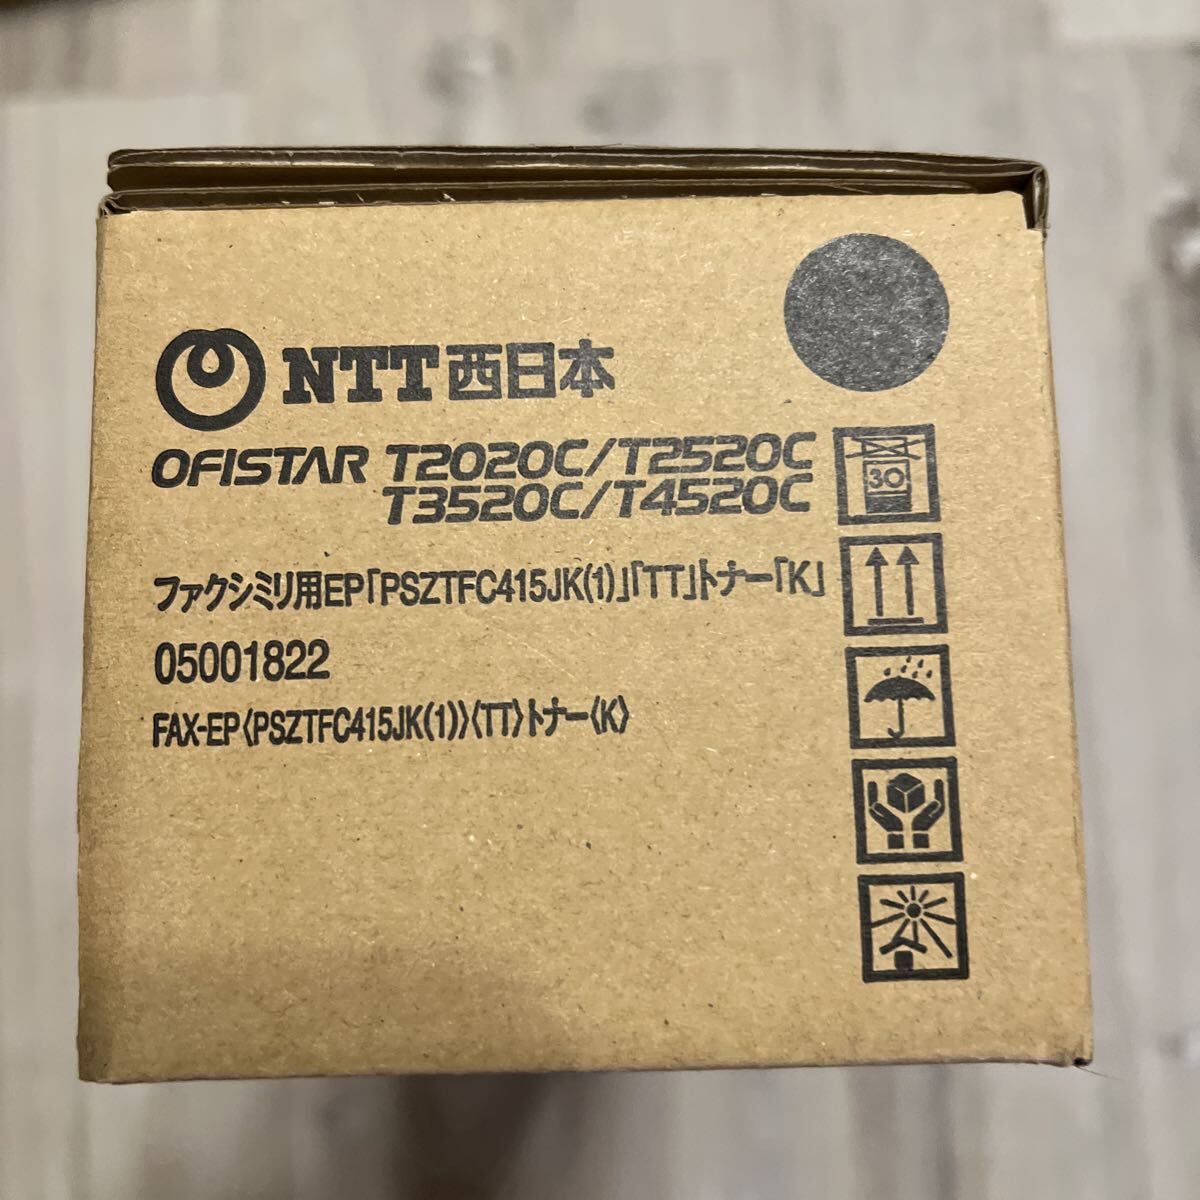 NTT西日本
OFISTAR T2020C/T2520C
T3520C/T4520C
30
ファクシミリ用EP｢PSZTFC415JK(1)｣｢TT｣トナー｢K｣
05001822
FAX-EP〈PSZTFC415JK(1)〉〈TT〉トナー〈K〉